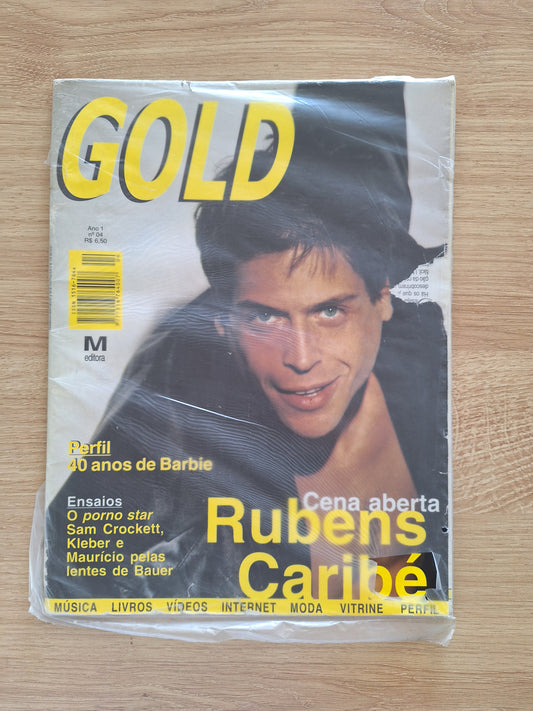 GOLD
Ano 1
nº 04
R$ 6,50
M
editora
Perfil
40 anos de Barbie
Ensaios
O porno star
Sam Crockett,
Kleber e
Maurício pelas
lentes de Bauer
Cena aberta
Rubens
Caribé
MÚSICA LIVROS VÍDEOS INTERNET MODA VITRINE PERFIL